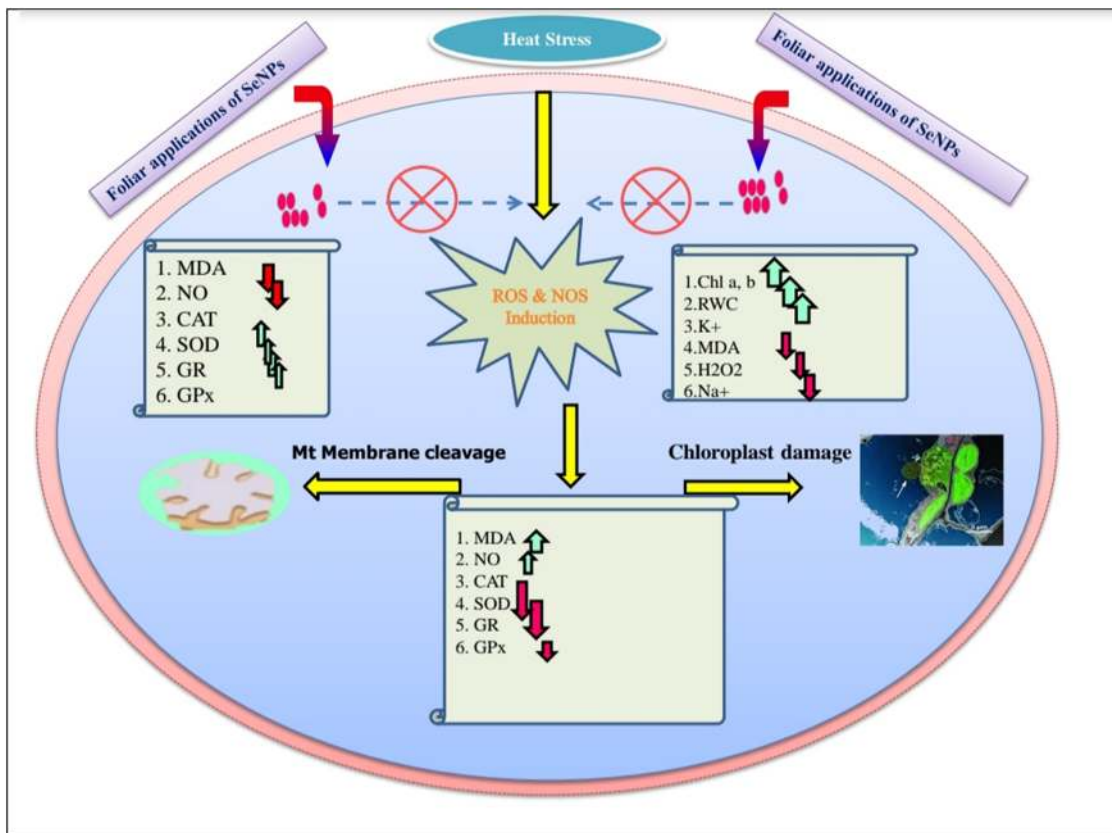 Heat Stress
Foliar applications of SeNPs
Foliar applications of SeNPs
1. MDA
2. NO
3. CAT
4. SOD
5. GR
6. GPx
ROS & NOS
Induction
1.Chl a, b
2.RWC
3.K+
4.MDA
5.H2O2
6.Na+
Mt Membrane cleavage
Chloroplast damage
1. MDA
2. NO
3. CAT
4. SOD
5. GR
6. GPx